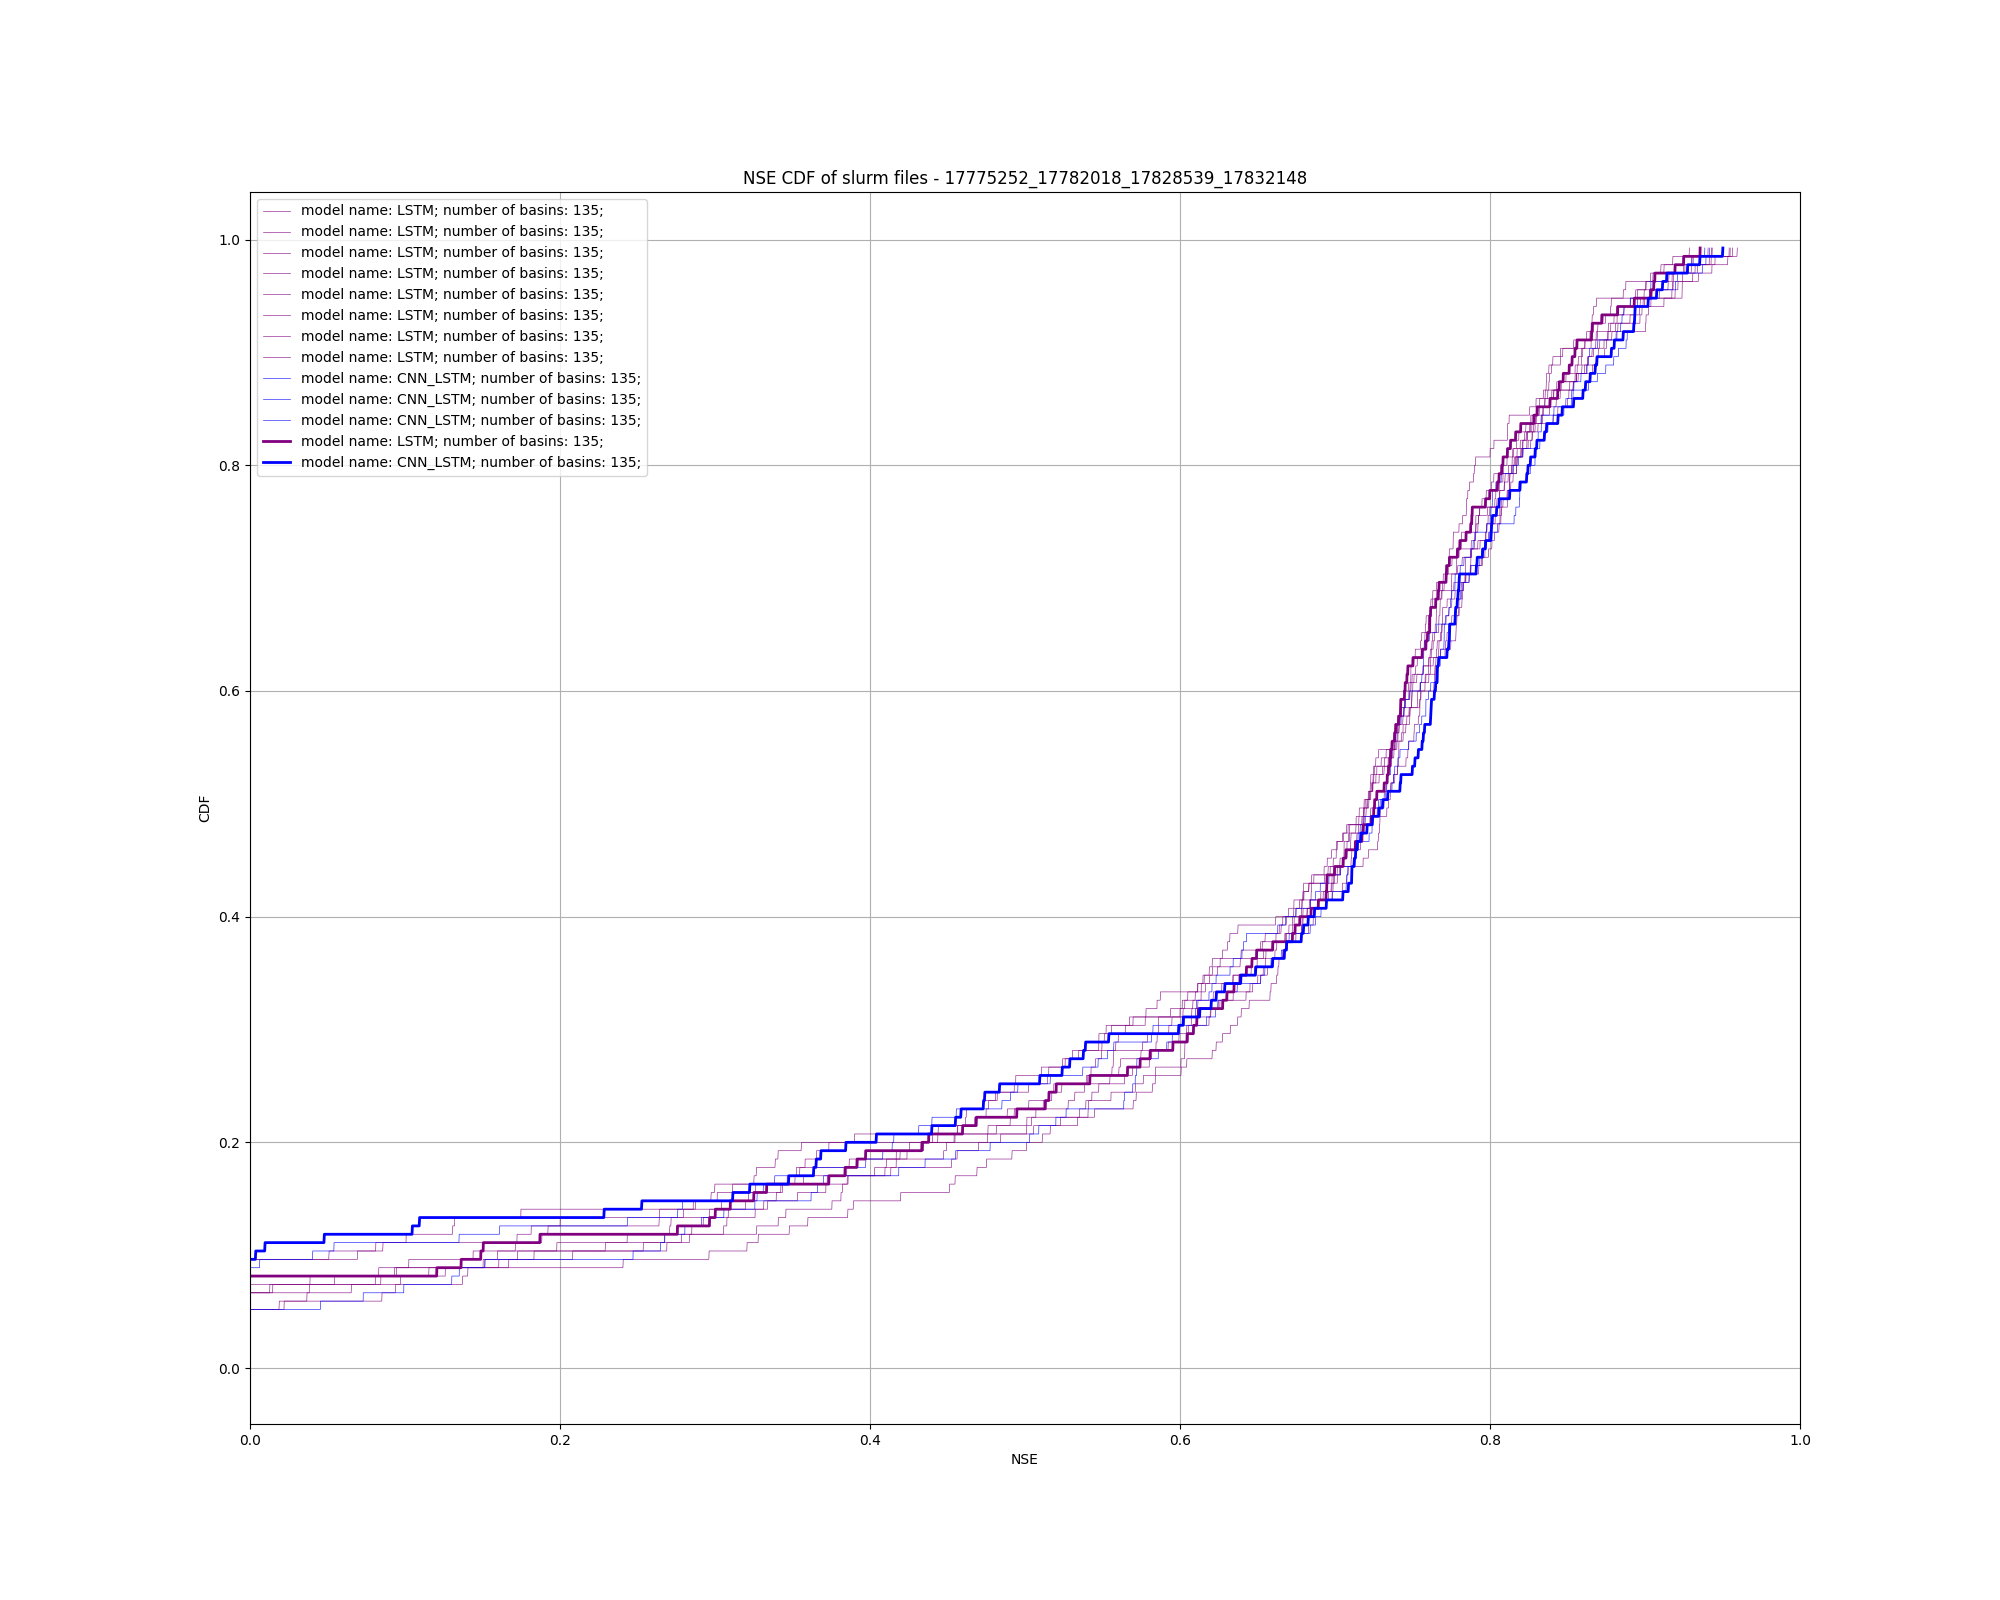 NSE CDF of slurm files - 17775252_17782018_17828539_17832148
model name: LSTM; number of basins: 135;
model name: LSTM; number of basins: 135;
model name: LSTM; number of basins: 135;
model name: LSTM; number of basins: 135;
model name: LSTM; number of basins: 135;
model name: LSTM; number of basins: 135;
model name: LSTM; number of basins: 135;
model name: LSTM; number of basins: 135;
model name: CNN_LSTM; number of basins: 135;
model name: CNN_LSTM; number of basins: 135;
model name: CNN_LSTM; number of basins: 135;
model name: LSTM; number of basins: 135;
model name: CNN_LSTM; number of basins: 135;
1.0
0.8
0.6
0.4
0.2
0.0
CDF
0.0 0.2 0.4 0.6 0.8 1.0
NSE